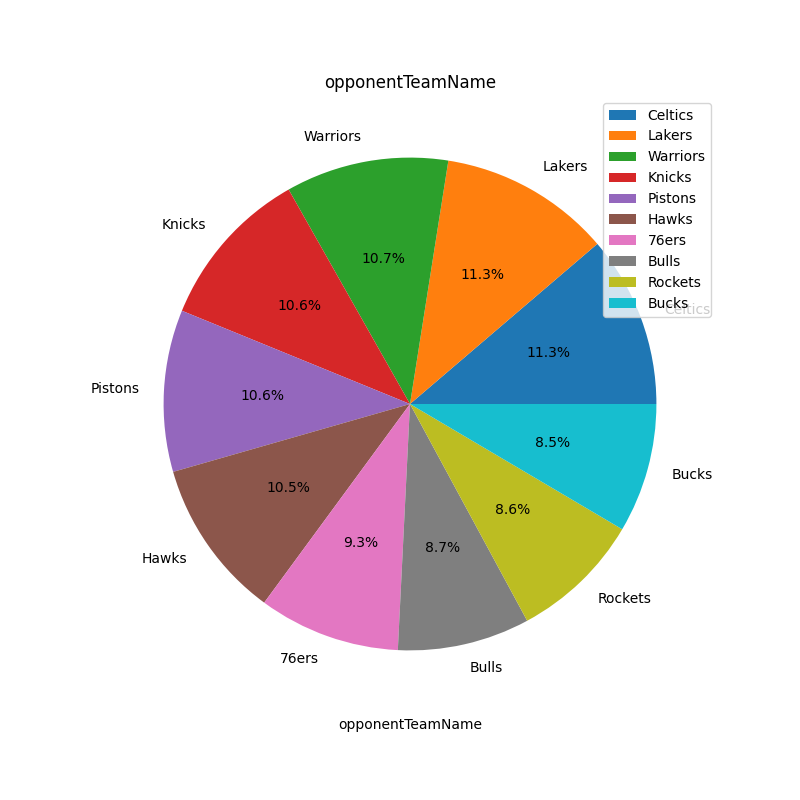 opponentTeamName
Celtics
Lakers
Warriors
Knicks
Pistons
Hawks
76ers
Bulls
Rockets
Bucks
Warriors
Lakers
Knicks
Celtics
Pistons
Hawks
76ers
Bulls
Rockets
Bucks
10.7%
11.3%
10.6%
11.3%
10.6%
10.5%
9.3%
8.7%
8.6%
8.5%
opponentTeamName